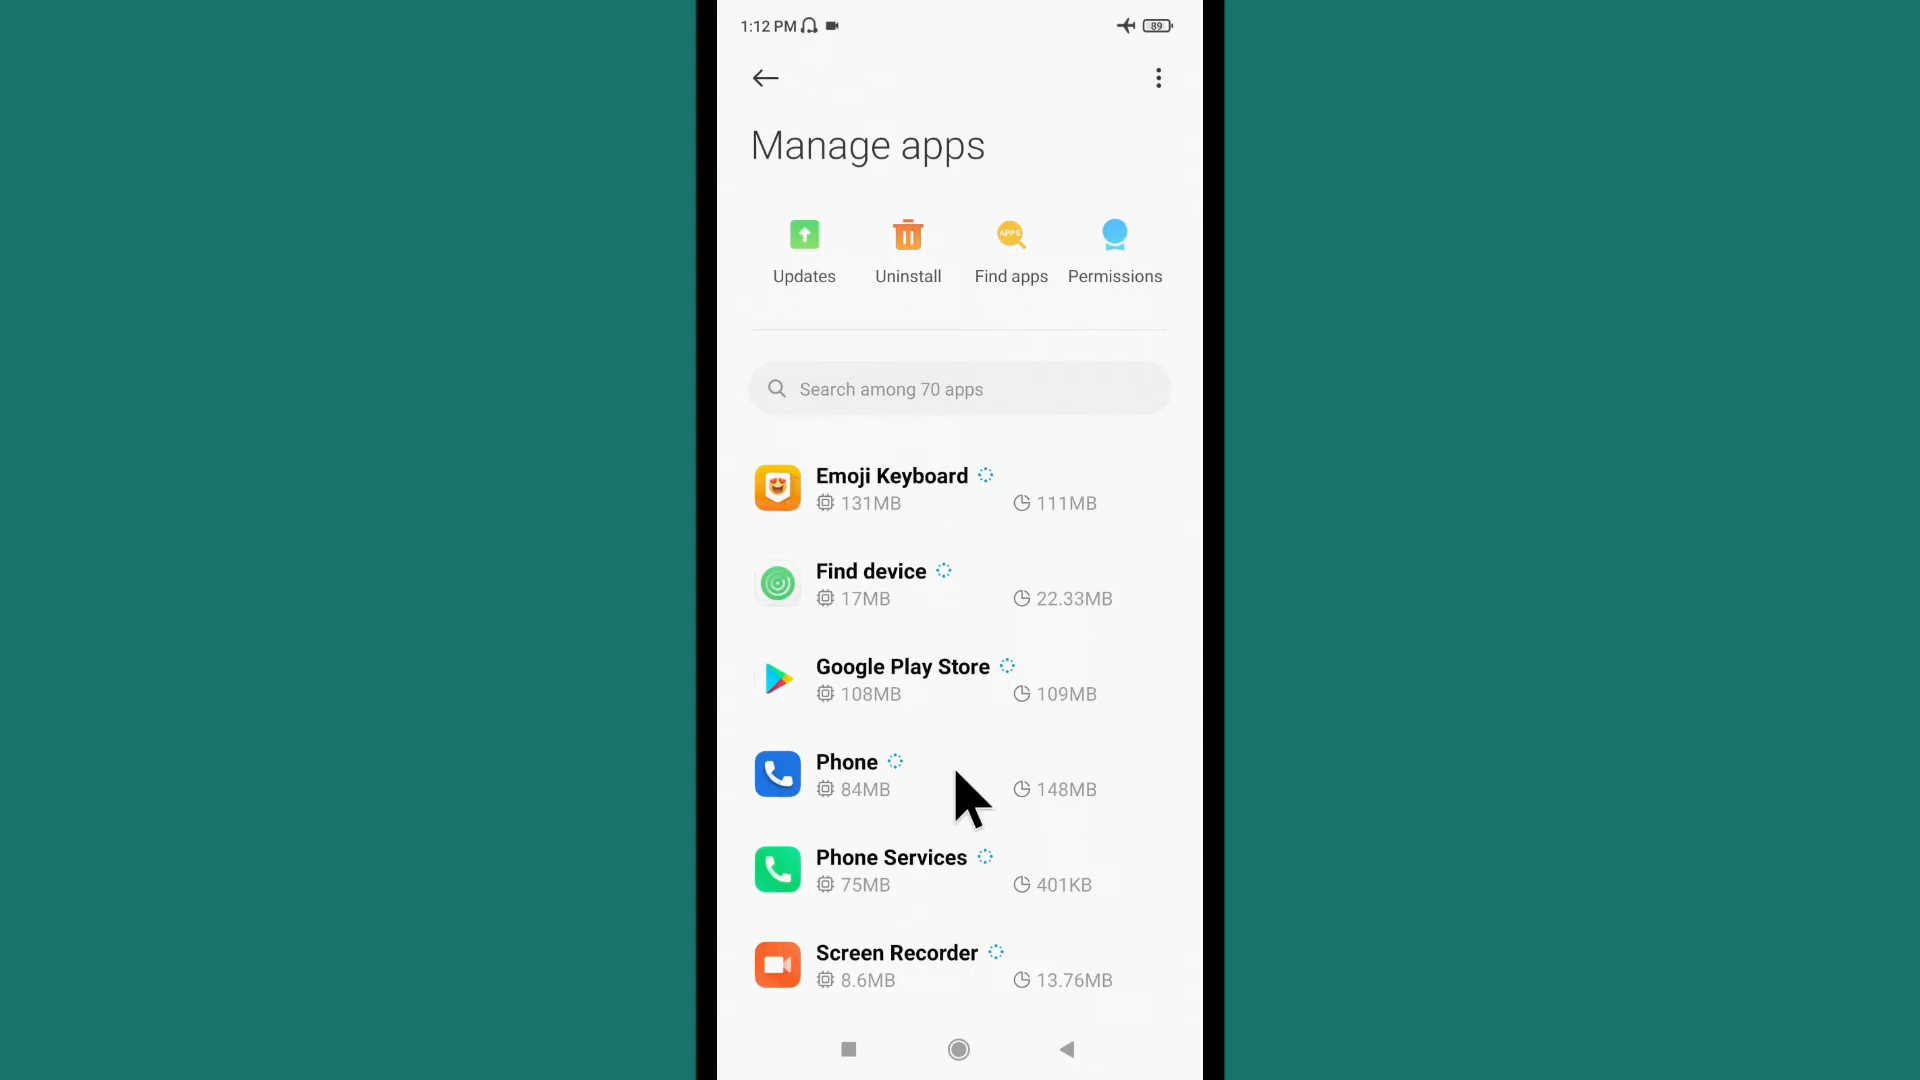 1:12 PM 89
Manage apps
APPS
Updates Uninstall Find apps Permissions
Search among 70 apps
Emoji Keyboard
131MB 111MB
Find device
17MB 22.33MB
Google Play Store
108MB 109MB
Phone
84MB 148MB
Phone Services
75MB 401KB
Screen Recorder
8.6MB 13.76MB